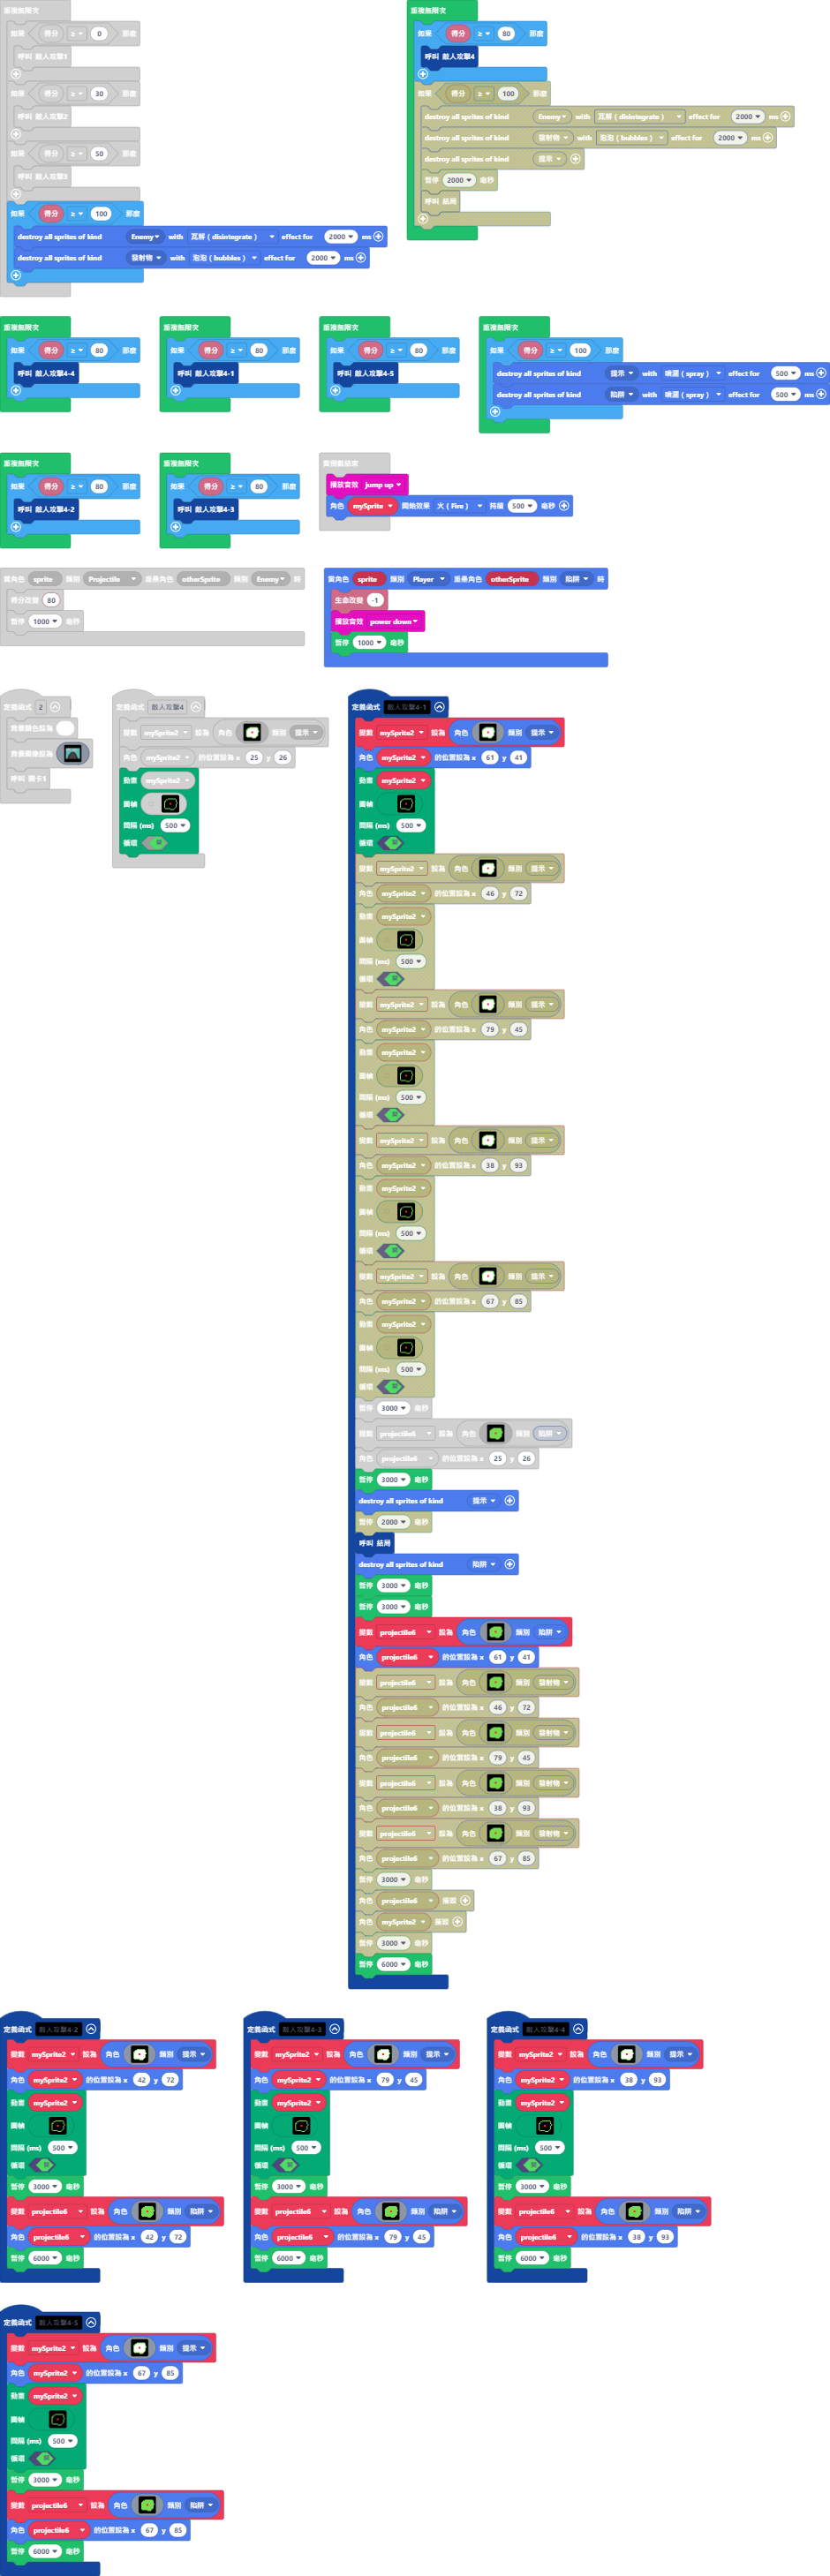 重複無限次
如果 得分 ≥ 0 那麼
呼叫 敵人攻擊1
如果 得分 ≥ 30 那麼
呼叫 敵人攻擊2
如果 得分 ≥ 50 那麼
呼叫 敵人攻擊3
如果 得分 ≥ 100 那麼
destroy all sprites of kind Enemy with 瓦解 ( disintegrate ) effect for 2000 ms
destroy all sprites of kind 發射物 with 泡泡 ( bubbles ) effect for 2000 ms
重複無限次
如果 得分 ≥ 80 那麼
呼叫 敵人攻擊4
如果 得分 ≥ 100 那麼
destroy all sprites of kind Enemy with 瓦解 ( disintegrate ) effect for 2000 ms
destroy all sprites of kind 發射物 with 泡泡 ( bubbles ) effect for 2000 ms
destroy all sprites of kind 提示
暫停 2000 毫秒
呼叫 結局
重複無限次
如果 得分 ≥ 80 那麼
呼叫 敵人攻擊4-4
重複無限次
如果 得分 ≥ 80 那麼
呼叫 敵人攻擊4-1
重複無限次
如果 得分 ≥ 80 那麼
呼叫 敵人攻擊4-5
重複無限次
如果 得分 ≥ 100 那麼
destroy all sprites of kind 提示 with 噴灑 ( spray ) effect for 500 ms
destroy all sprites of kind 陷阱 with 噴灑 ( spray ) effect for 500 ms
重複無限次
如果 得分 ≥ 80 那麼
呼叫 敵人攻擊4-2
重複無限次
如果 得分 ≥ 80 那麼
呼叫 敵人攻擊4-3
播放音效 jump up
角色 mySprite 開始效果 火 ( Fire ) 持續 500 毫秒
當角色 sprite 類別 Projectile 重疊角色 otherSprite 類別 Enemy 時
得分改變 80
暫停 1000 毫秒
當角色 sprite 類別 Player 重疊角色 otherSprite 類別 陷阱 時
生命改變 -1
播放音效 power down
暫停 1000 毫秒
定義函式 2
背景顏色設為
背景圖像設為
呼叫 關卡1
定義函式 敵人攻擊4
變數 mySprite2 設為 角色 類別 提示
角色 mySprite2 的位置設為 x 25 y 26
動畫 mySprite2
圖幀
間隔 (ms) 500
循環
定義函式 敵人攻擊4-1
變數 mySprite2 設為 角色 類別 提示
角色 mySprite2 的位置設為 x 61 y 41
動畫 mySprite2
圖幀
間隔 (ms) 500
循環
變數 mySprite2 設為 角色 類別 提示
角色 mySprite2 的位置設為 x 46 y 72
動畫 mySprite2
圖幀
間隔 (ms) 500
循環
變數 mySprite2 設為 角色 類別 提示
角色 mySprite2 的位置設為 x 79 y 45
動畫 mySprite2
圖幀
間隔 (ms) 500
循環
變數 mySprite2 設為 角色 類別 提示
角色 mySprite2 的位置設為 x 38 y 93
動畫 mySprite2
圖幀
間隔 (ms) 500
循環
變數 mySprite2 設為 角色 類別 提示
角色 mySprite2 的位置設為 x 67 y 85
動畫 mySprite2
圖幀
間隔 (ms) 500
循環
暫停 3000 毫秒
變數 projectile6 設為 角色 類別 陷阱
角色 projectile6 的位置設為 x 25 y 26
暫停 3000 毫秒
destroy all sprites of kind 提示
暫停 2000 毫秒
呼叫 結局
destroy all sprites of kind 陷阱
暫停 3000 毫秒
暫停 3000 毫秒
變數 projectile6 設為 角色 類別 陷阱
角色 projectile6 的位置設為 x 61 y 41
變數 projectile6 設為 角色 類別 發射物
角色 projectile6 的位置設為 x 46 y 72
變數 projectile6 設為 角色 類別 發射物
角色 projectile6 的位置設為 x 79 y 45
變數 projectile6 設為 角色 類別 發射物
角色 projectile6 的位置設為 x 38 y 93
變數 projectile6 設為 角色 類別 發射物
角色 projectile6 的位置設為 x 67 y 85
暫停 3000 毫秒
角色 projectile6 摧毀
角色 mySprite2 摧毀
暫停 3000 毫秒
暫停 6000 毫秒
定義函式 敵人攻擊4-2
變數 mySprite2 設為 角色 類別 提示
角色 mySprite2 的位置設為 x 42 y 72
動畫 mySprite2
圖幀
間隔 (ms) 500
循環
暫停 3000 毫秒
變數 projectile6 設為 角色 類別 陷阱
角色 projectile6 的位置設為 x 42 y 72
暫停 6000 毫秒
定義函式 敵人攻擊4-3
變數 mySprite2 設為 角色 類別 提示
角色 mySprite2 的位置設為 x 79 y 45
動畫 mySprite2
圖幀
間隔 (ms) 500
循環
暫停 3000 毫秒
變數 projectile6 設為 角色 類別 陷阱
角色 projectile6 的位置設為 x 79 y 45
暫停 6000 毫秒
定義函式 敵人攻擊4-4
變數 mySprite2 設為 角色 類別 提示
角色 mySprite2 的位置設為 x 38 y 93
動畫 mySprite2
圖幀
間隔 (ms) 500
循環
暫停 3000 毫秒
變數 projectile6 設為 角色 類別 陷阱
角色 projectile6 的位置設為 x 38 y 93
暫停 6000 毫秒
定義函式 敵人攻擊4-5
變數 mySprite2 設為 角色 類別 提示
角色 mySprite2 的位置設為 x 67 y 85
動畫 mySprite2
圖幀
間隔 (ms) 500
循環
暫停 3000 毫秒
變數 projectile6 設為 角色 類別 陷阱
角色 projectile6 的位置設為 x 67 y 85
暫停 6000 毫秒